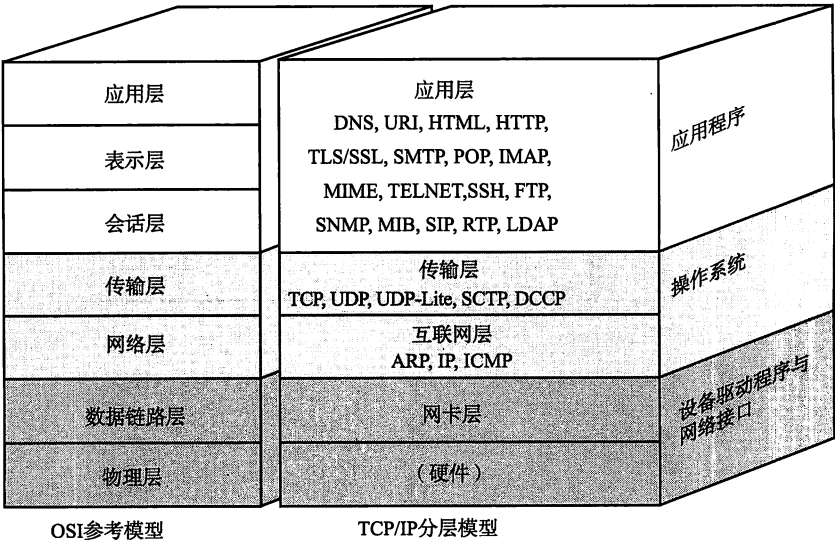 应用层
表示层
会话层
传输层
网络层
数据链路层
物理层
OSI参考模型
应用层
DNS, URI, HTML, HTTP,
TLS/SSL, SMTP, POP, IMAP,
MIME, TELNET,SSH, FTP,
SNMP, MIB, SIP, RTP, LDAP
传输层
TCP, UDP, UDP-Lite, SCTP, DCCP
互联网层
ARP, IP, ICMP
网卡层
（硬件）
TCP/IP分层模型
应用程序
操作系统
设备驱动程序与
网络接口